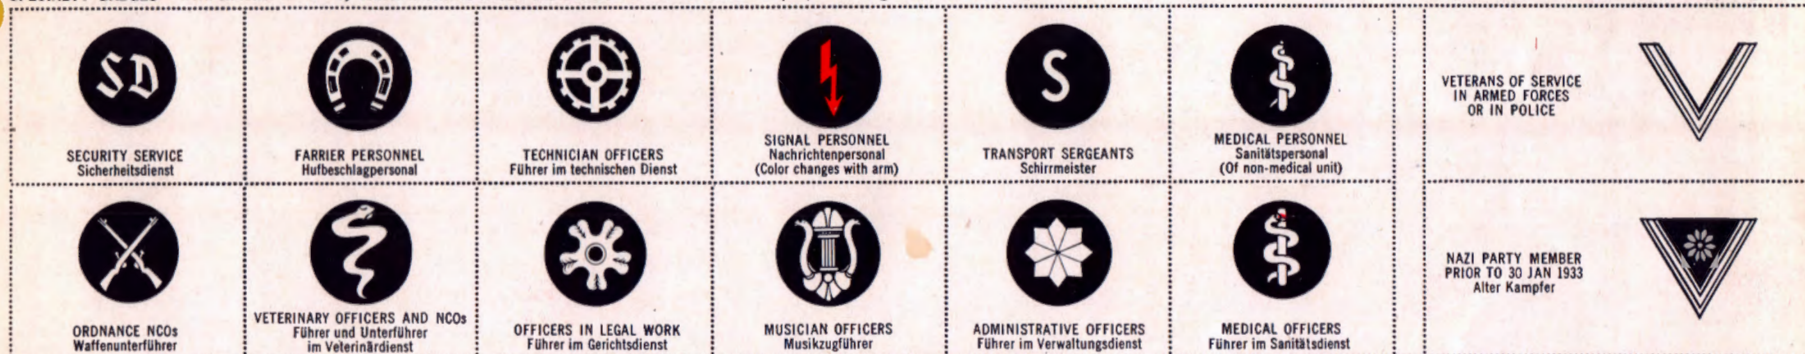 SD
SECURITY SERVICE
Sicherheitsdienst
FARRIER PERSONNEL
Hufbeschlagpersonal
TECHNICIAN OFFICERS
Führer im technischen Dienst
SIGNAL PERSONNEL
Nachrichtenpersonal
(Color changes with arm)
S
TRANSPORT SERGEANTS
Schirrmeister
MEDICAL PERSONNEL
Sanitätspersonal
(Of non-medical unit)
VETERANS OF SERVICE
IN ARMED FORCES
OR IN POLICE
ORDNANCE NCOs
Waffenunterführer
VETERINARY OFFICERS AND NCOs
Führer und Unterführer
im Veterinärdienst
OFFICERS IN LEGAL WORK
Führer im Gerichtsdienst
MUSICIAN OFFICERS
Musikzugführer
ADMINISTRATIVE OFFICERS
Führer im Verwaltungsdienst
MEDICAL OFFICERS
Führer im Sanitätsdienst
NAZI PARTY MEMBER
PRIOR TO 30 JAN 1933
Alter Kampfer